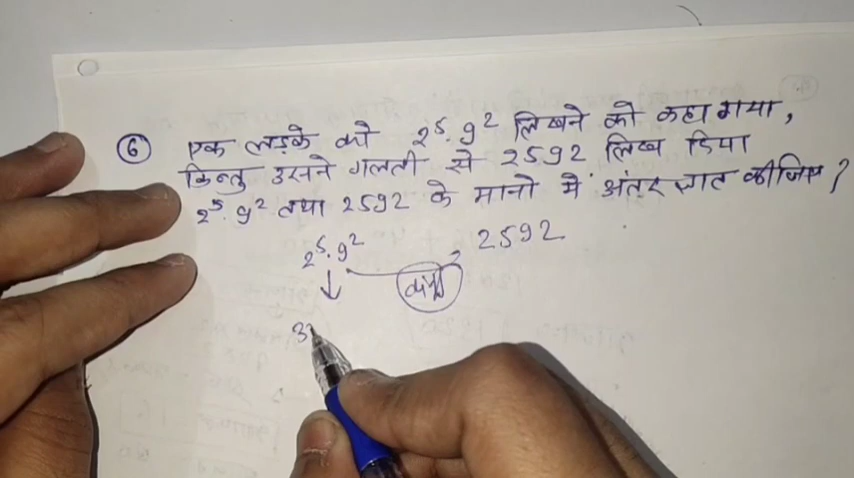 ⑥ एक लड़के को 2⁵.9² लिखने को कहा गया,
किन्तु उसने गलती से 2592 लिख दिया
2⁵.9² तथा 2592 के मानो में अंतर ज्ञात कीजिए?
2⁵.9² 2592
↓
3